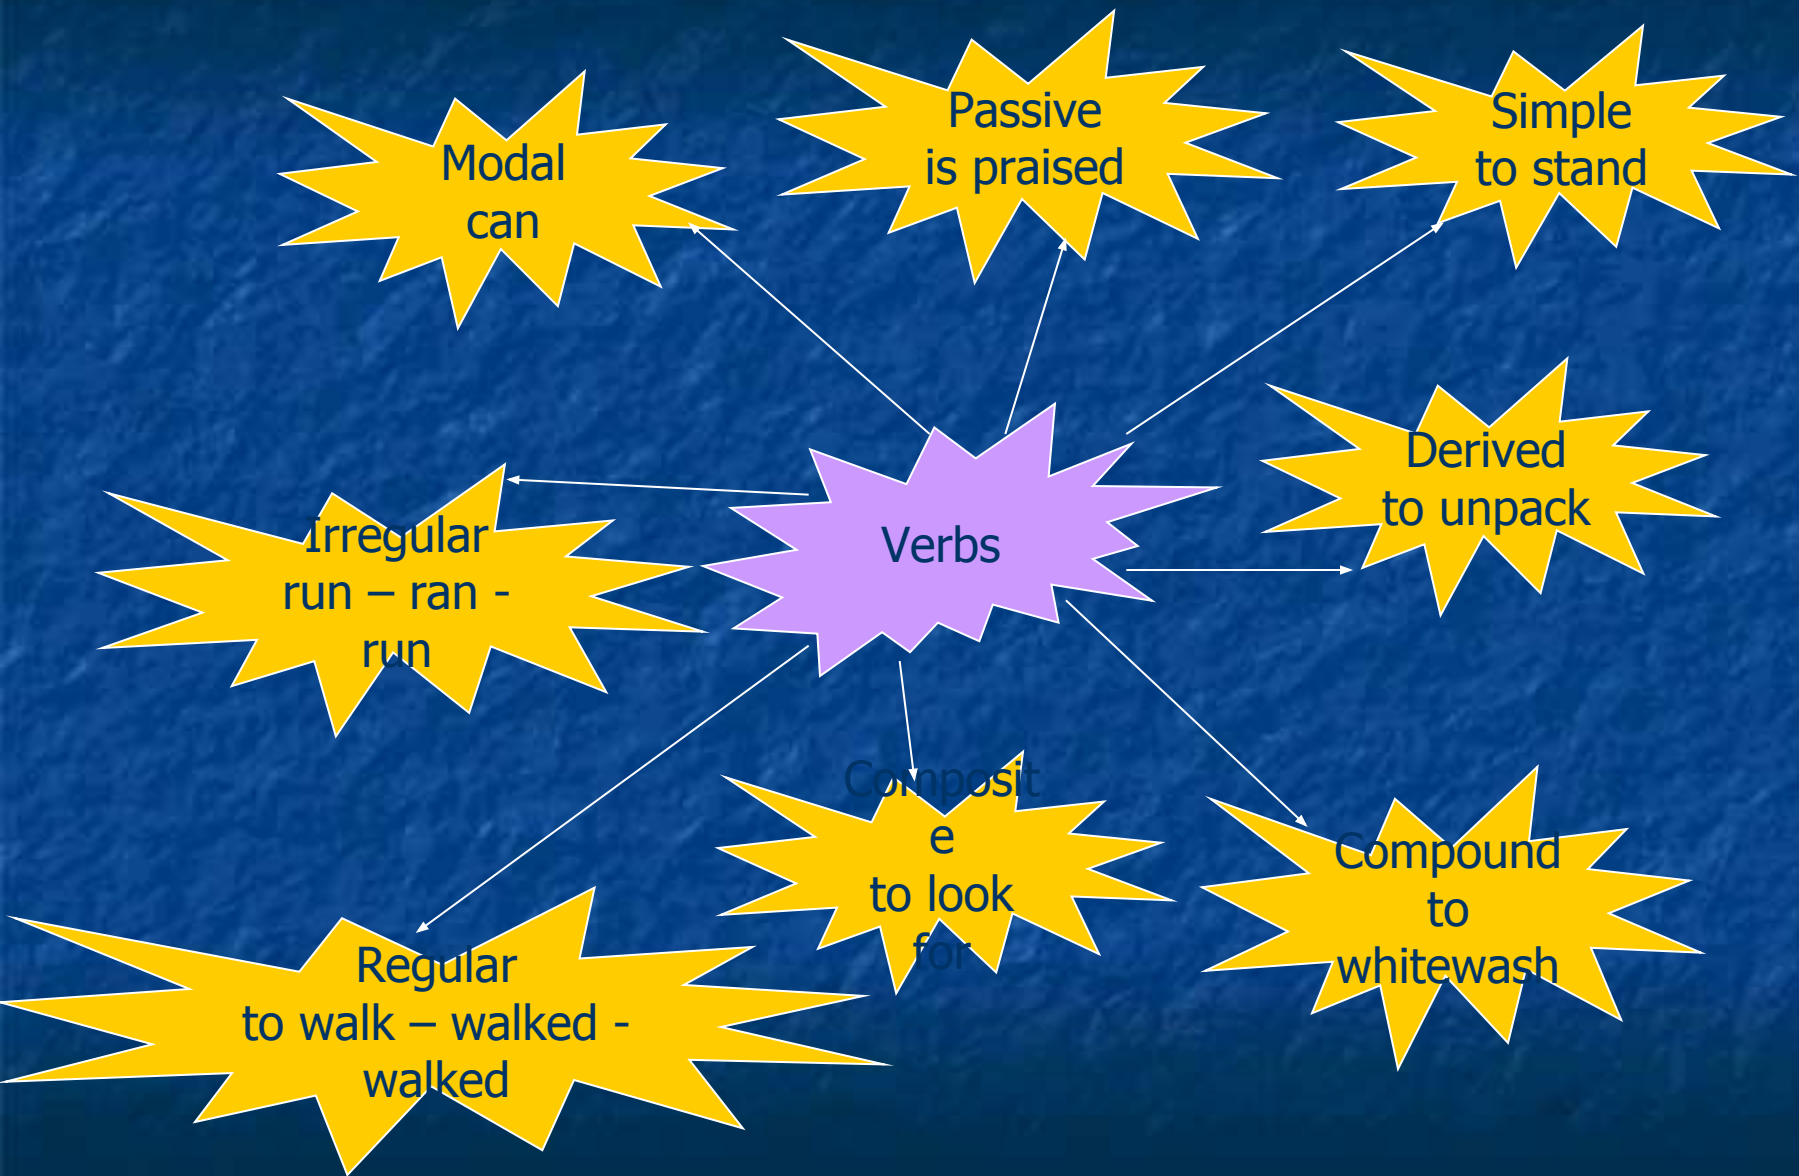 Modal
can
Passive
is praised
Simple
to stand
Derived
to unpack
Verbs
Irregular
run – ran -
run
Composit
e
to look
for
Compound
to
whitewash
Regular
to walk – walked -
walked